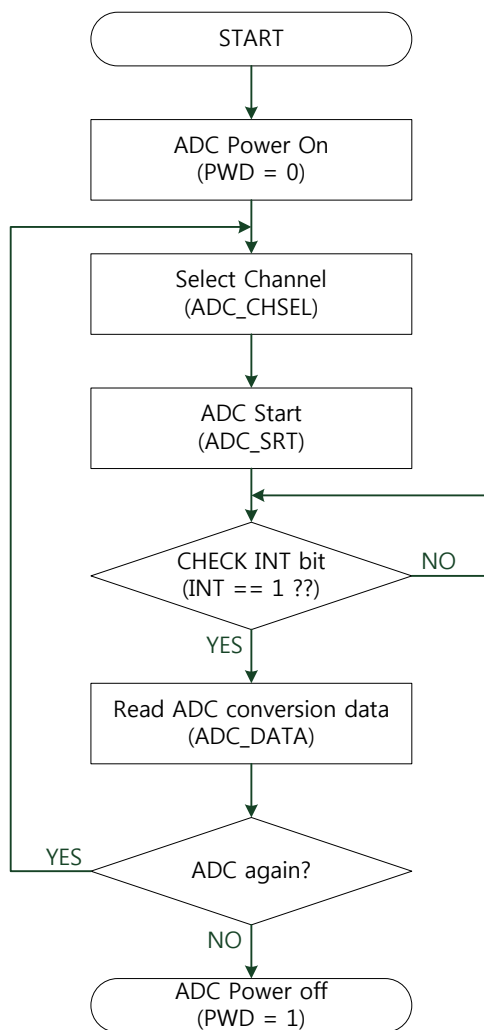 START
ADC Power On
(PWD = 0)
Select Channel
(ADC_CHSEL)
ADC Start
(ADC_SRT)
CHECK INT bit
(INT == 1 ??)
NO
YES
Read ADC conversion data
(ADC_DATA)
YES
ADC again?
NO
ADC Power off
(PWD = 1)